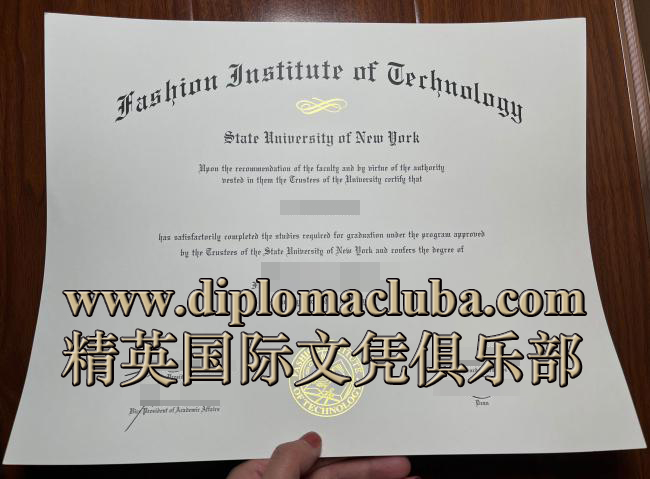 Fashion Institute of Technology
State University of New York
Upon the recommendation of the faculty and by virtue of the authority
vested in them the Trustees of the University certify that
has satisfactorily completed the studies required for graduation under the program approved
by the Trustees of the State University of New York and confers the degree of
www.diplomacluba.com
精英国际文凭俱乐部
OF TECHNOLOGY
Vice President of Academic Affairs
Dean